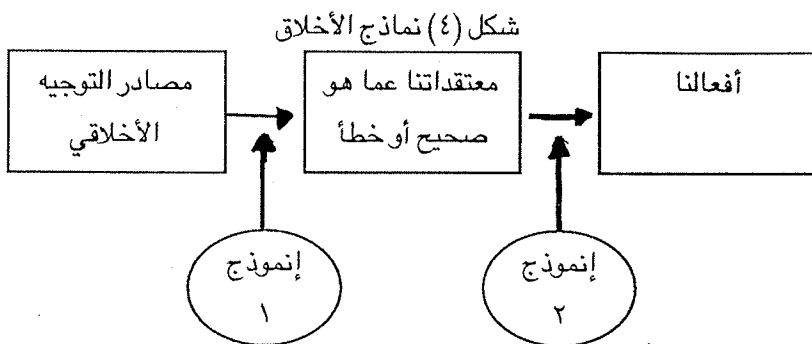 شكل (٤) نماذج الأخلاق
مصادر التوجيه
الأخلاقي
معتقداتنا عما هو
صحيح أو خطأ
أفعالنا
إنموذج
١
إنموذج
٢